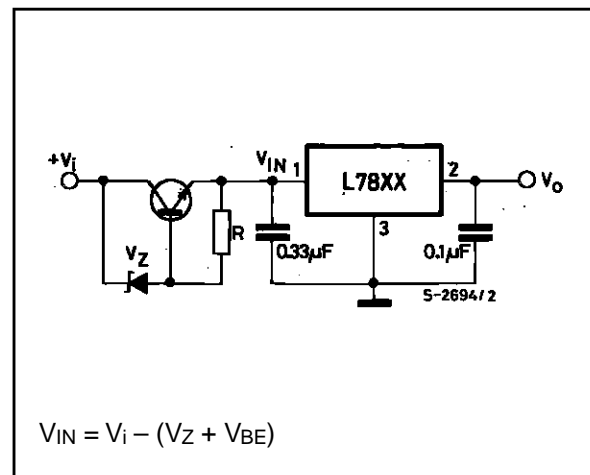 +Vi
VIN 1
L78XX
2
Vo
3
R
VZ
0.33µF
0.1µF
S-2694/2
VIN = Vi – (VZ + VBE)